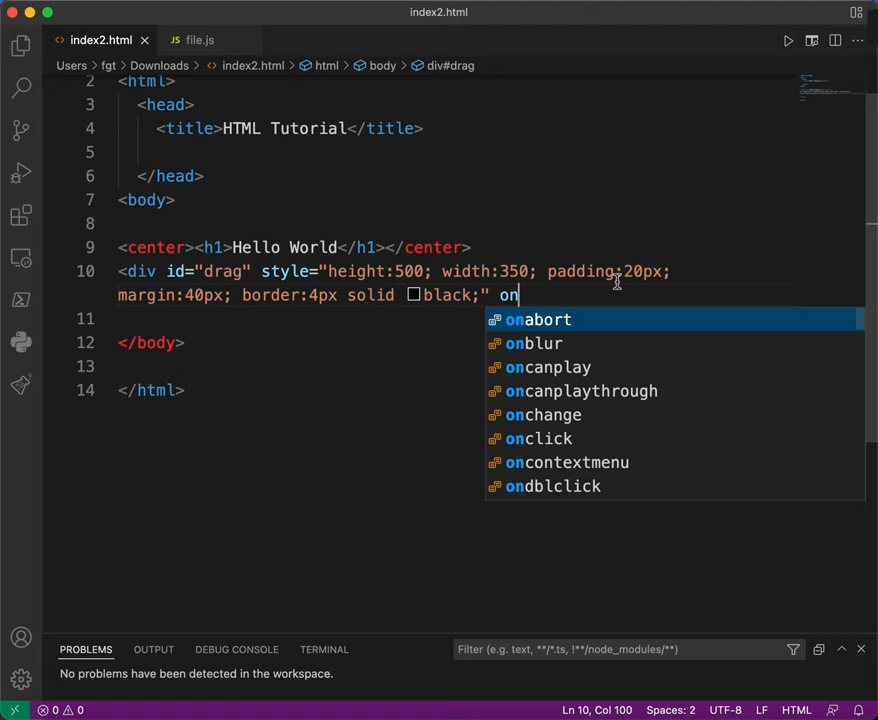 index2.html
index2.html
JS file.js
Users > fgt > Downloads > index2.html > html > body > div#drag
2 <html>
3 <head>
4 <title>HTML Tutorial</title>
5
6 </head>
7 <body>
8
9 <center><h1>Hello World</h1></center>
10 <div id="drag" style="height:500; width:350; padding:20px;
margin:40px; border:4px solid black;" on
11
12 </body>
13
14 </html>
onabort
onblur
oncanplay
oncanplaythrough
onchange
onclick
oncontextmenu
ondblclick
PROBLEMS OUTPUT DEBUG CONSOLE TERMINAL Filter (e.g. text, **/*.ts, !**/node_modules/**)
No problems have been detected in the workspace.
0 0 Ln 10, Col 100 Spaces: 2 UTF-8 LF HTML